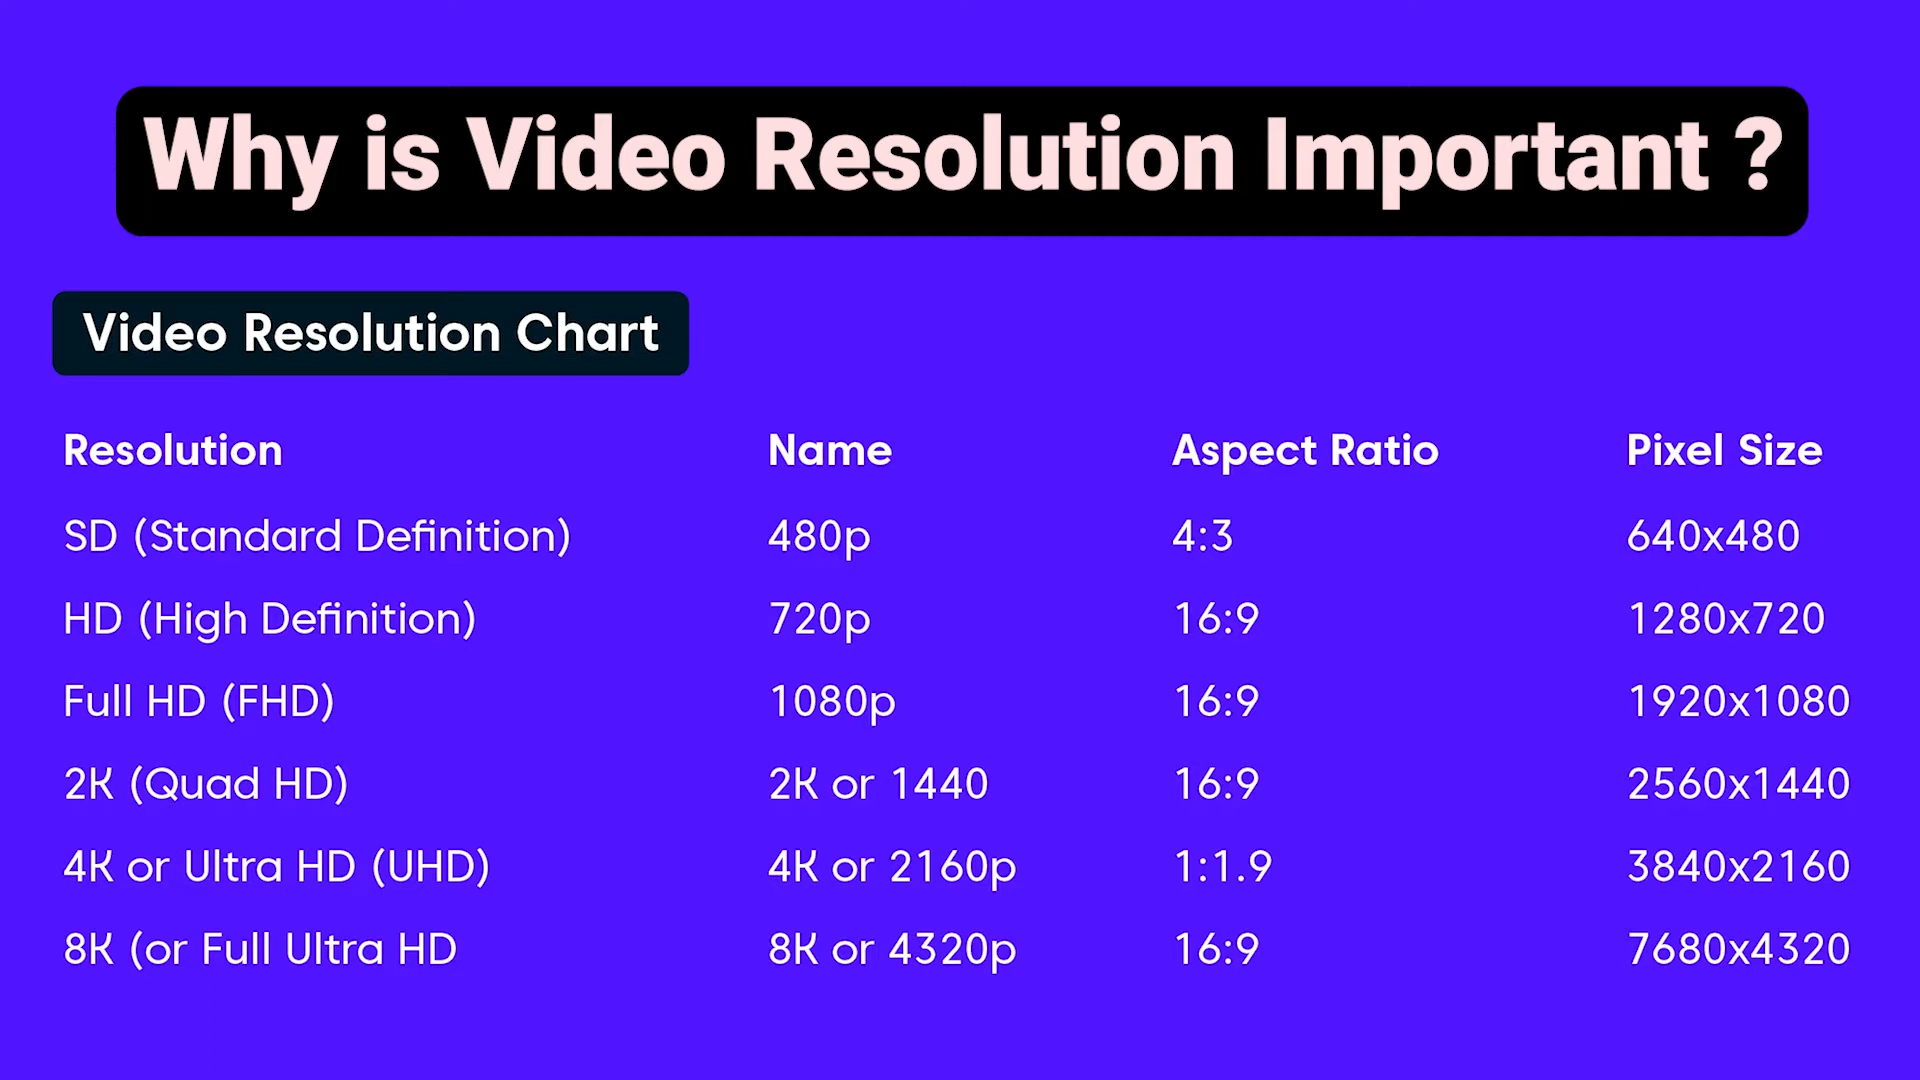 Why is Video Resolution Important ?
Video Resolution Chart
Resolution Name Aspect Ratio Pixel Size
SD (Standard Definition) 480p 4:3 640x480
HD (High Definition) 720p 16:9 1280x720
Full HD (FHD) 1080p 16:9 1920x1080
2K (Quad HD) 2K or 1440 16:9 2560x1440
4K or Ultra HD (UHD) 4K or 2160p 1:1.9 3840x2160
8K (or Full Ultra HD 8K or 4320p 16:9 7680x4320